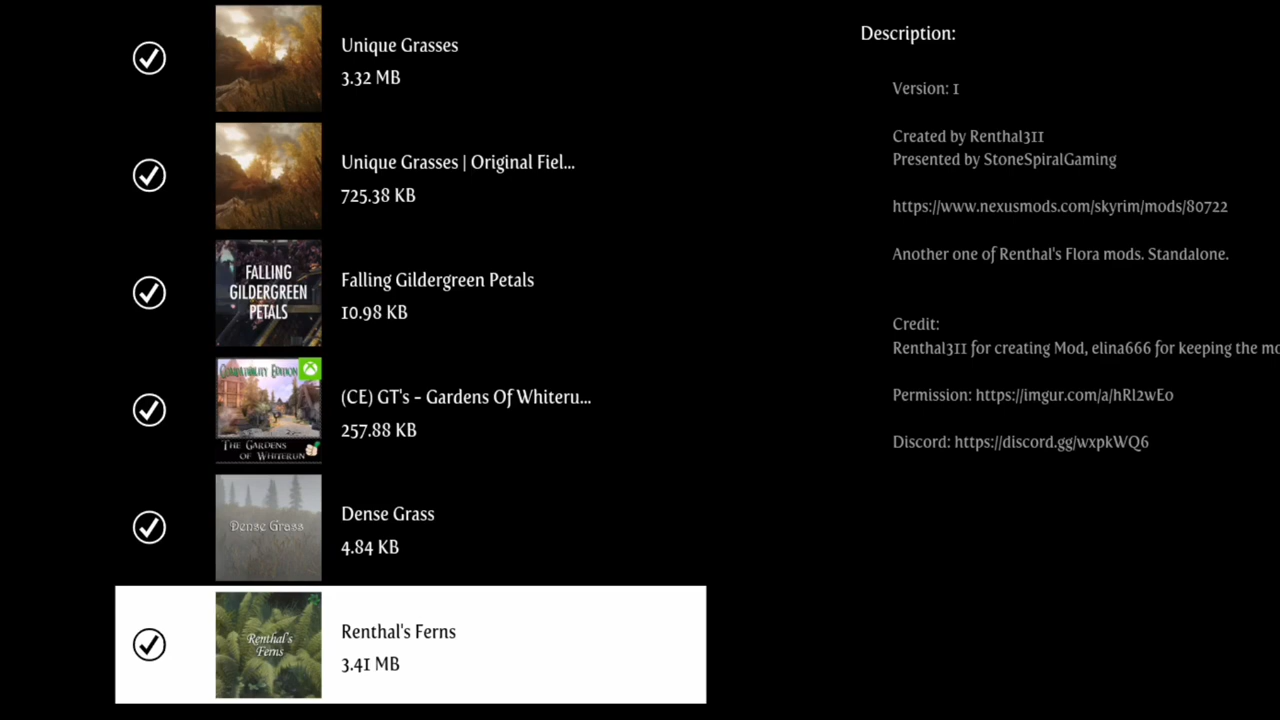 Unique Grasses
3.32 MB
Unique Grasses | Original Fiel...
725.38 KB
FALLING
GILDERGREEN
PETALS
Falling Gildergreen Petals
10.98 KB
COMPATIBILITY EDITION
THE GARDENS
OF WHITERUN
(CE) GT's - Gardens Of Whiteru...
257.88 KB
Dense Grass
Dense Grass
4.84 KB
Renthal's
Ferns
Renthal's Ferns
3.41 MB
Description:
Version: 1
Created by Renthal311
Presented by StoneSpiralGaming
https://www.nexusmods.com/skyrim/mods/80722
Another one of Renthal's Flora mods. Standalone.
Credit:
Renthal311 for creating Mod, elina666 for keeping the mo
Permission: https://imgur.com/a/hRl2wEo
Discord: https://discord.gg/wxpkWQ6